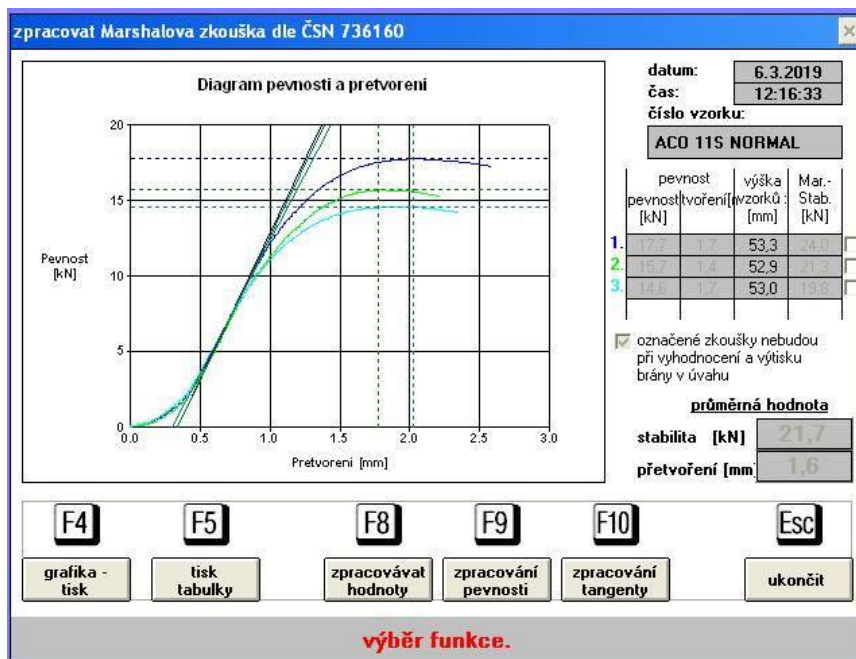 zpracovat Marshalova zkouška dle ČSN 736160
Diagram pevnosti a pretvoreni
20
15
10
5
0
Pevnost
[kN]
0.0 0.5 1.0 1.5 2.0 2.5 3.0
Pretvoreni [mm]
datum: 6.3.2019
čas: 12:16:33
číslo vzorku:
ACO 11S NORMAL
pevnost výška Mar.-
pevnost tvoření[m vzorků : Stab.
[kN] [mm] [kN]
1. 17,7 1,7 53,3 24,0
2. 15,7 1,4 52,9 21,3
3. 14,6 1,7 53,0 19,8
označené zkoušky nebudou
při vyhodnocení a výtisku
brány v úvahu
průměrná hodnota
stabilita [kN] 21,7
přetvoření [mm 1,6
F4 F5 F8 F9 F10 Esc
grafika - tisk zpracovávat zpracování zpracování ukončit
tisk tabulky hodnoty pevnosti tangenty
výběr funkce.